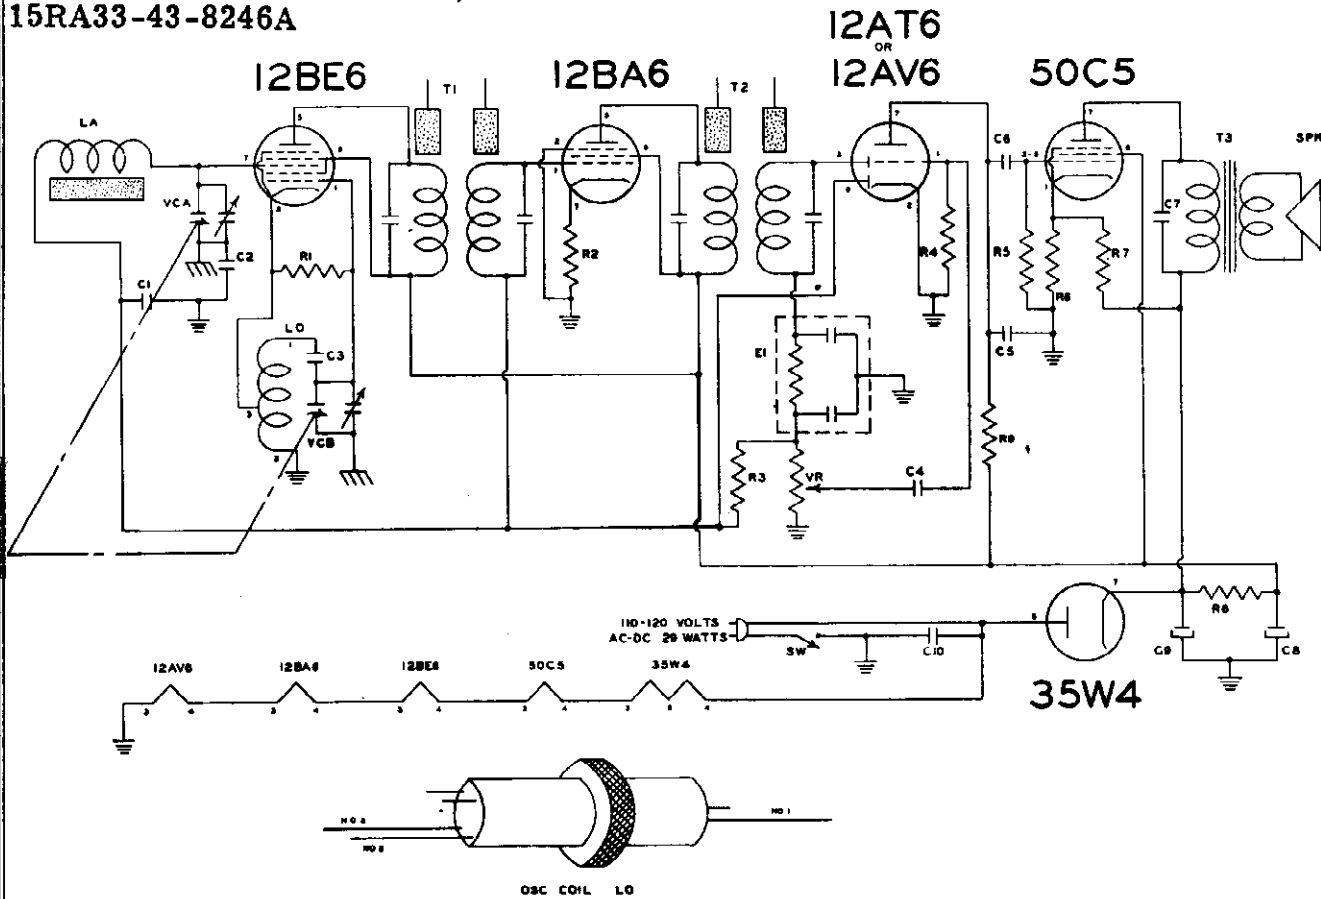 15RA33-43-8246A
12BE6
12BA6
12AT6
OR
12AV6
50C5
LA
T1
T2
T3
SPK
VCA
C2
C1
R1
LO
C3
VCB
R2
E1
R3
VR
C4
R4
C6
R5
R6
R7
C5
R9
C7
110-120 VOLTS
AC-DC 29 WATTS
SW
C10
35W4
R8
C9
C8
12AV6
12BA6
12BE6
50C5
35W4
NO 1
OSC COIL LO